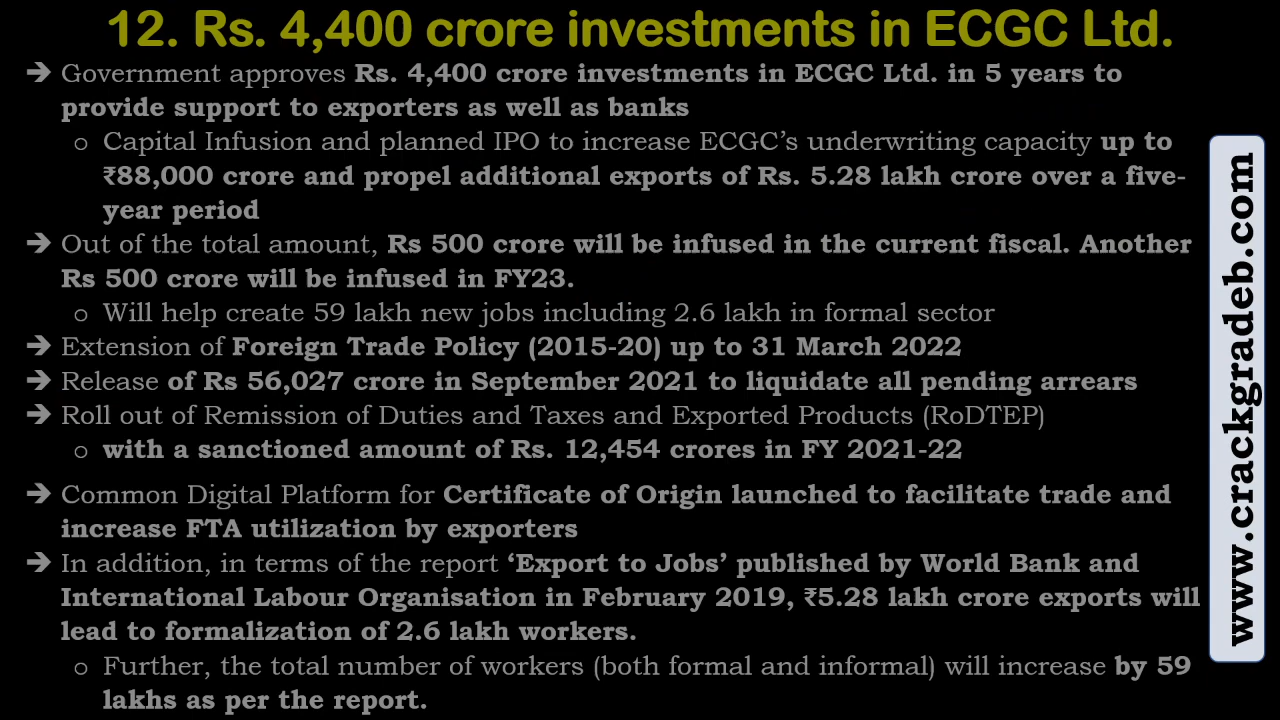 12. Rs. 4,400 crore investments in ECGC Ltd.
➔ Government approves Rs. 4,400 crore investments in ECGC Ltd. in 5 years to
provide support to exporters as well as banks
o Capital Infusion and planned IPO to increase ECGC’s underwriting capacity up to
₹88,000 crore and propel additional exports of Rs. 5.28 lakh crore over a five-
year period
➔ Out of the total amount, Rs 500 crore will be infused in the current fiscal. Another
Rs 500 crore will be infused in FY23.
o Will help create 59 lakh new jobs including 2.6 lakh in formal sector
➔ Extension of Foreign Trade Policy (2015-20) up to 31 March 2022
➔ Release of Rs 56,027 crore in September 2021 to liquidate all pending arrears
➔ Roll out of Remission of Duties and Taxes and Exported Products (RoDTEP)
o with a sanctioned amount of Rs. 12,454 crores in FY 2021-22
➔ Common Digital Platform for Certificate of Origin launched to facilitate trade and
increase FTA utilization by exporters
➔ In addition, in terms of the report ‘Export to Jobs’ published by World Bank and
International Labour Organisation in February 2019, ₹5.28 lakh crore exports will
lead to formalization of 2.6 lakh workers.
o Further, the total number of workers (both formal and informal) will increase by 59
lakhs as per the report.
www.crackgradeb.com